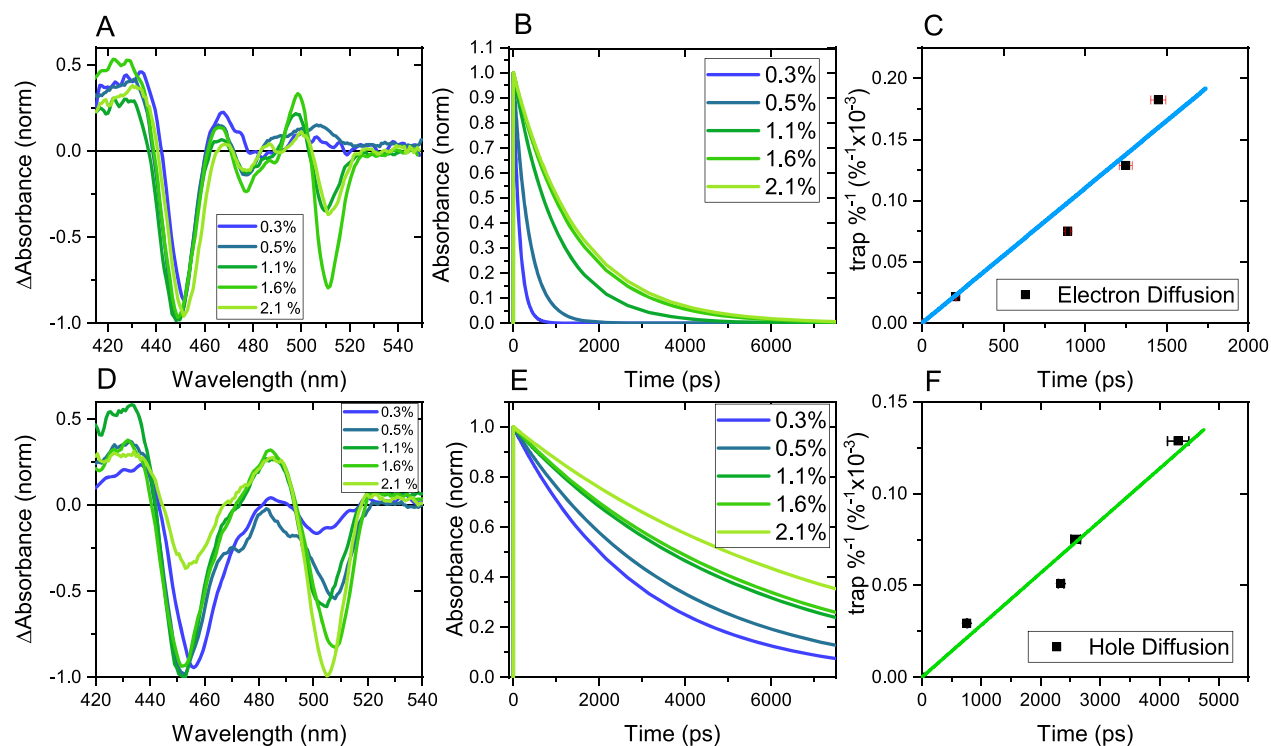 A
ΔAbsorbance (norm)
0.5
0.0
-0.5
-1.0
0.3%
0.5%
1.1%
1.6%
2.1 %
420 440 460 480 500 520 540
Wavelength (nm)
B
Absorbance (norm)
1.1
1.0
0.9
0.8
0.7
0.6
0.5
0.4
0.3
0.2
0.1
0.0
0.3%
0.5%
1.1%
1.6%
2.1%
0 2000 4000 6000
Time (ps)
C
trap %⁻¹ (%⁻¹x10⁻³)
0.20
0.15
0.10
0.05
0.00
Electron Diffusion
0 500 1000 1500 2000
Time (ps)
D
ΔAbsorbance (norm)
0.5
0.0
-0.5
-1.0
0.3%
0.5%
1.1%
1.6%
2.1 %
420 440 460 480 500 520 540
Wavelength (nm)
E
Absorbance (norm)
1.0
0.8
0.6
0.4
0.2
0.0
0.3%
0.5%
1.1%
1.6%
2.1%
0 2000 4000 6000
Time (ps)
F
trap %⁻¹ (%⁻¹x10⁻³)
0.15
0.10
0.05
0.00
Hole Diffusion
0 1000 2000 3000 4000 5000
Time (ps)